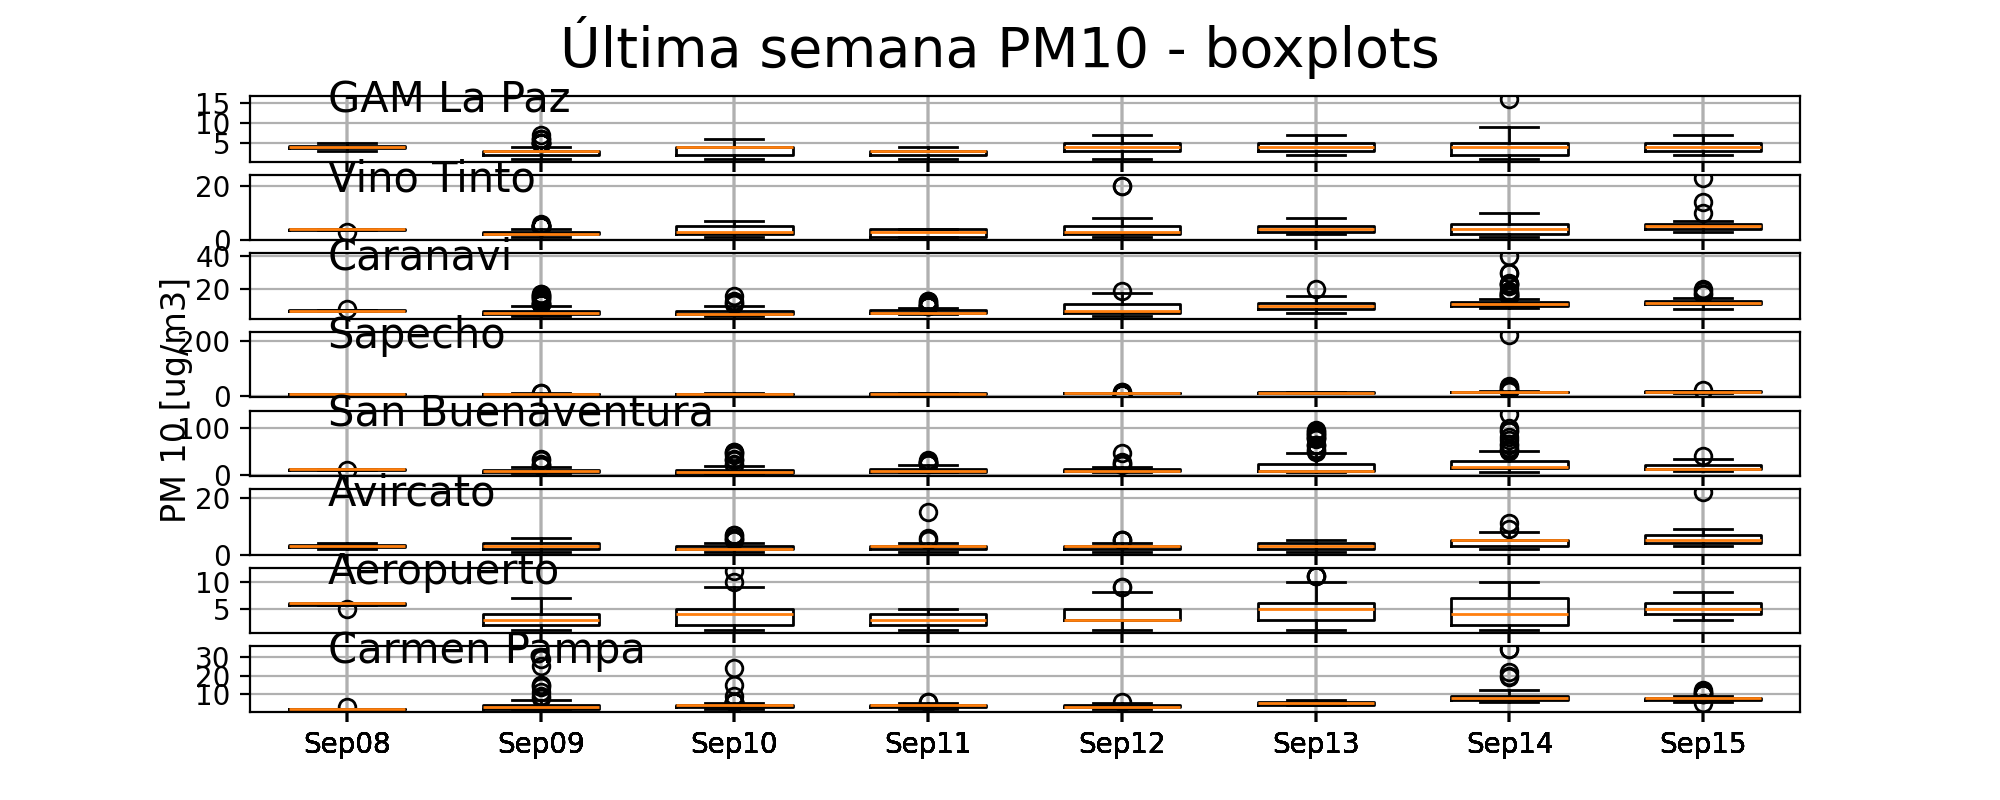 Última semana PM10 - boxplots
GAM La Paz
15
10
5
Vino Tinto
20
0
Caranavi
40
20
Sapecho
200
0
San Buenaventura
100
0
Avircato
20
0
Aeropuerto
10
5
Carmen Pampa
30
20
10
PM 10 [ug/m3]
Sep08 Sep09 Sep10 Sep11 Sep12 Sep13 Sep14 Sep15